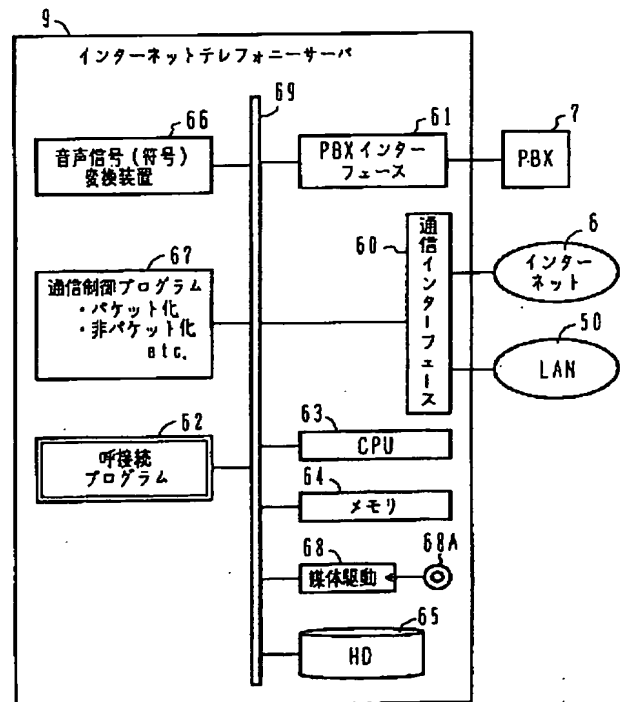 9
インターネットテレフォニーサーバ
66
音声信号(符号)
変換装置
69
61
PBXインター
フェース
7
PBX
67
通信制御プログラム
・パケット化
・非パケット化
etc.
60
通信インターフェース
6
インター
ネット
50
LAN
62
呼接続
プログラム
63
CPU
64
メモリ
68
媒体駆動
68A
65
HD